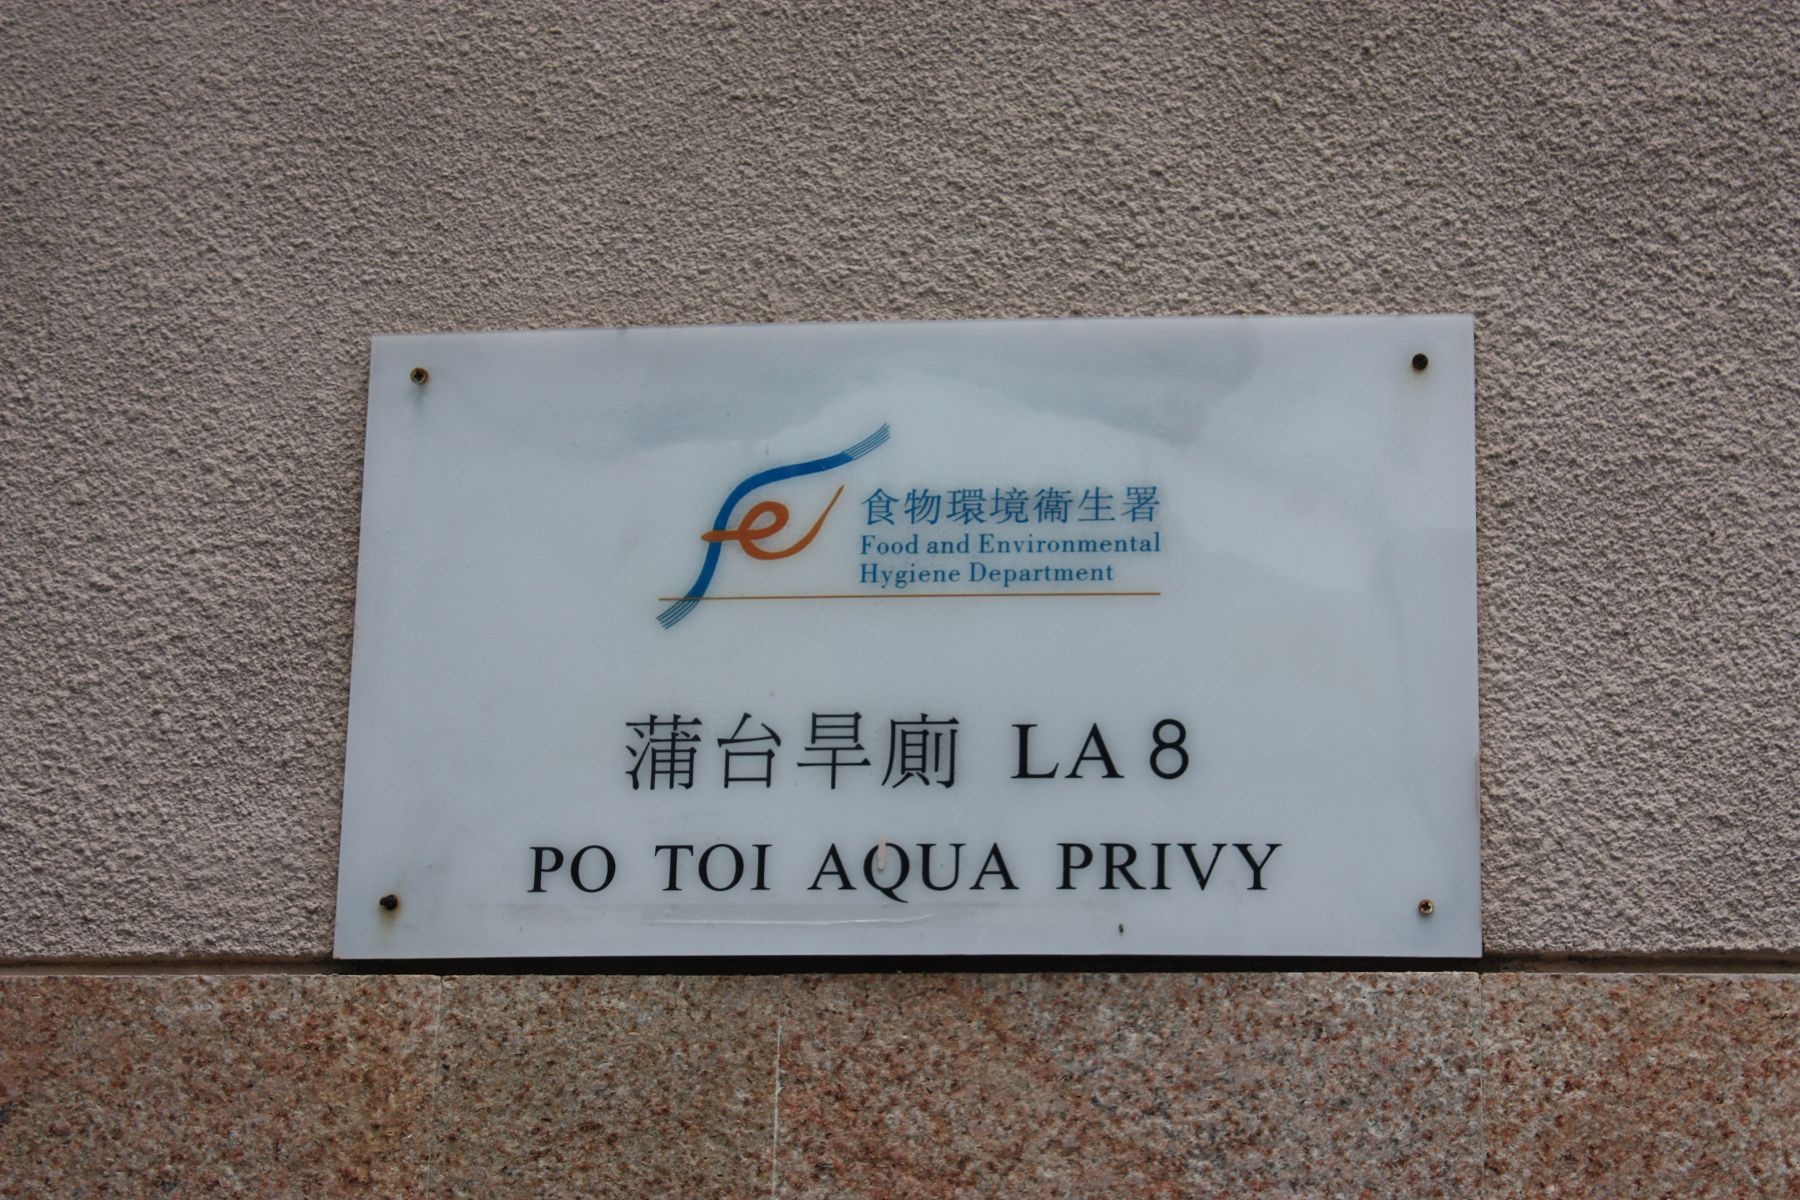 食物環境衞生署
Food and Environmental
Hygiene Department
蒲台旱廁 LA 8
PO TOI AQUA PRIVY